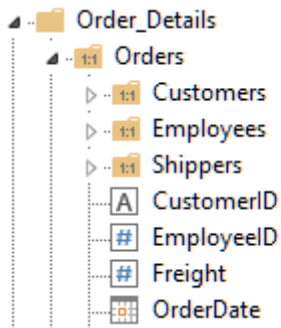 Order_Details
1:1 Orders
1:1 Customers
1:1 Employees
1:1 Shippers
A CustomerID
# EmployeeID
# Freight
OrderDate